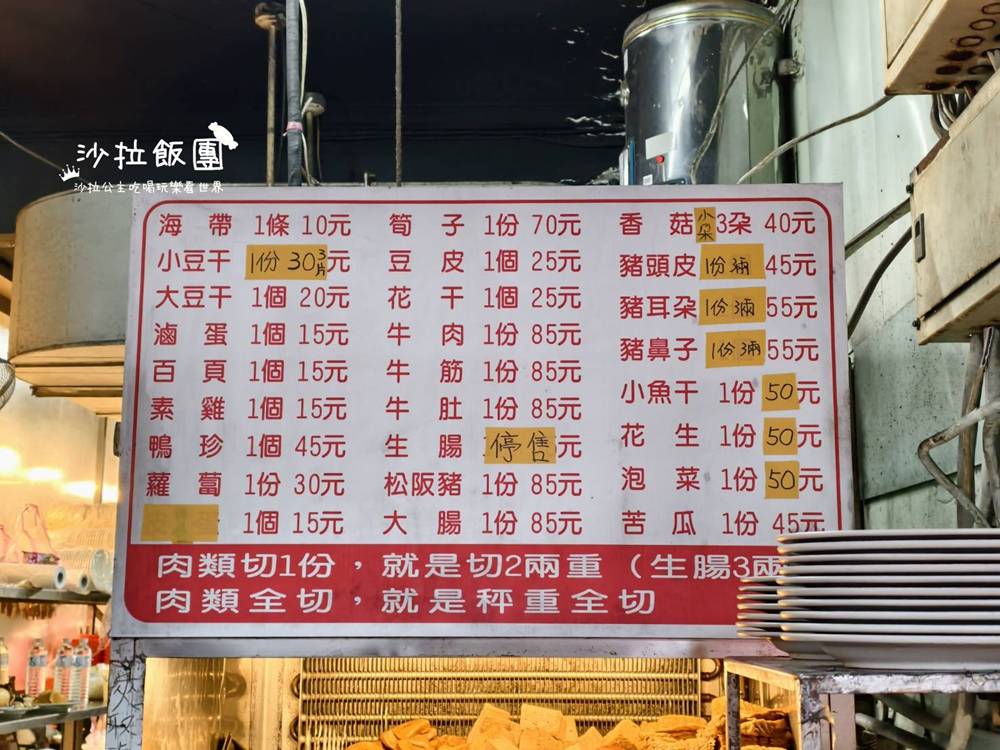 沙拉飯團
沙拉公主吃喝玩樂看世界
海帶 1條 10元
小豆干 1份 30 3片元
大豆干 1個 20元
滷蛋 1個 15元
百頁 1個 15元
素雞 1個 15元
鴨珍 1個 45元
蘿蔔 1份 30元
1個 15元
筍子 1份 70元
豆皮 1個 25元
花干 1個 25元
牛肉 1份 85元
牛筋 1份 85元
牛肚 1份 85元
生腸 停售元
松阪豬 1份 85元
大腸 1份 85元
香菇 小朵 3朵 40元
豬頭皮 1份2兩 45元
豬耳朵 1份2兩 55元
豬鼻子 1份2兩 55元
小魚干 1份 50元
花生 1份 50元
泡菜 1份 50元
苦瓜 1份 45元
肉類切1份，就是切2兩重（生腸3兩
肉類全切，就是秤重全切